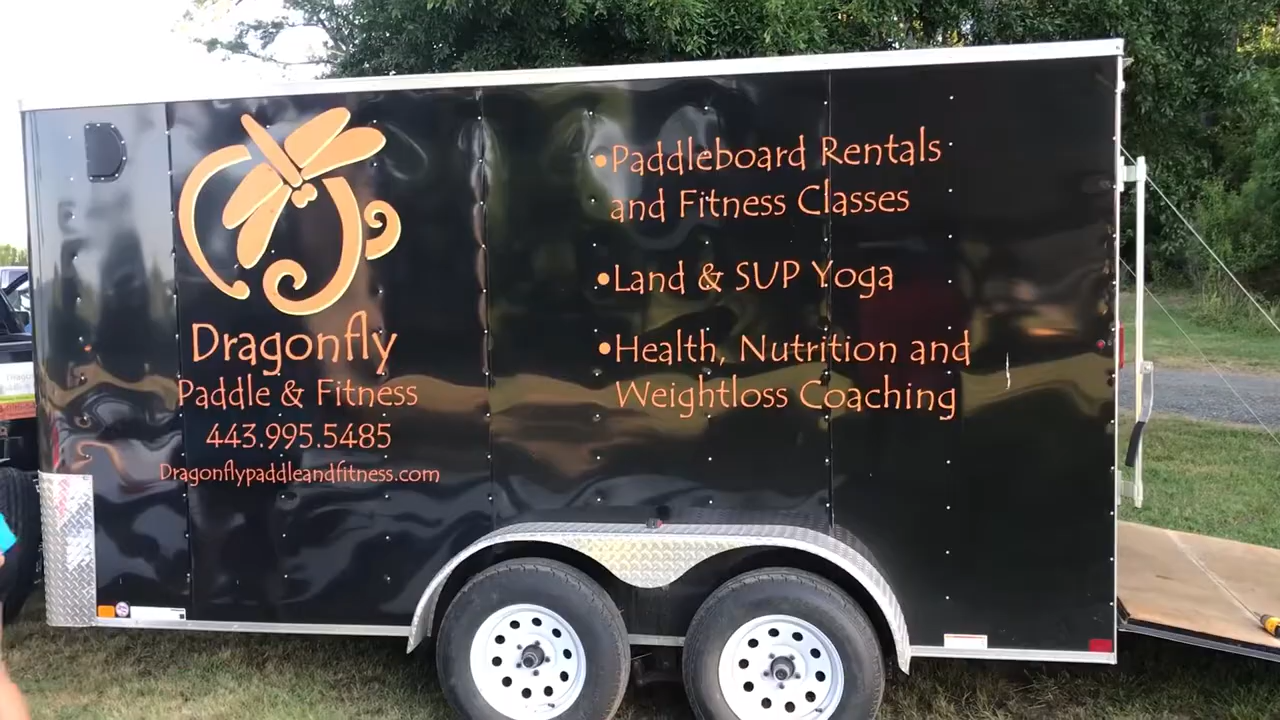 Dragonfly
Paddle & Fitness
443.995.5485
Dragonflypaddleandfitness.com
•Paddleboard Rentals
and Fitness Classes
•Land & SUP Yoga
•Health, Nutrition and
Weightloss Coaching